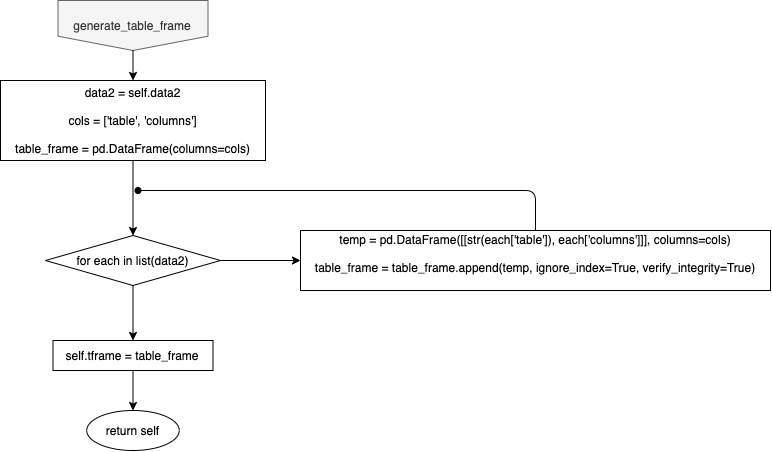 generate_table_frame
data2 = self.data2
cols = ['table', 'columns']
table_frame = pd.DataFrame(columns=cols)
for each in list(data2)
temp = pd.DataFrame([[str(each['table']), each['columns']]], columns=cols)
table_frame = table_frame.append(temp, ignore_index=True, verify_integrity=True)
self.tframe = table_frame
return self